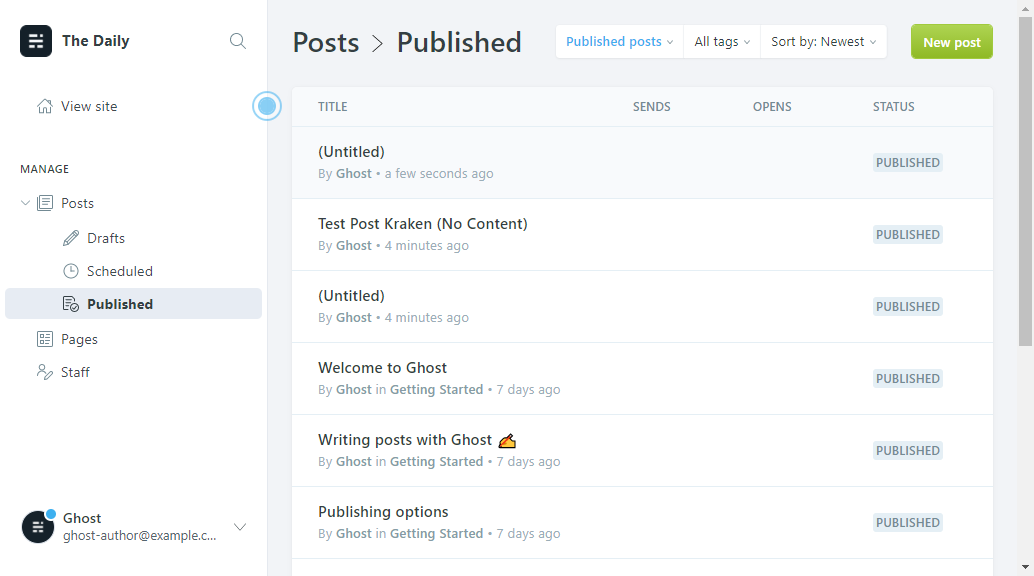 The Daily
View site
MANAGE
Posts
Drafts
Scheduled
Published
Pages
Staff
Ghost
ghost-author@example.c...
Posts > Published
Published posts
All tags
Sort by: Newest
New post
TITLE SENDS OPENS STATUS
(Untitled)
By Ghost • a few seconds ago
PUBLISHED
Test Post Kraken (No Content)
By Ghost • 4 minutes ago
PUBLISHED
(Untitled)
By Ghost • 4 minutes ago
PUBLISHED
Welcome to Ghost
By Ghost in Getting Started • 7 days ago
PUBLISHED
Writing posts with Ghost ✍️
By Ghost in Getting Started • 7 days ago
PUBLISHED
Publishing options
By Ghost in Getting Started • 7 days ago
PUBLISHED